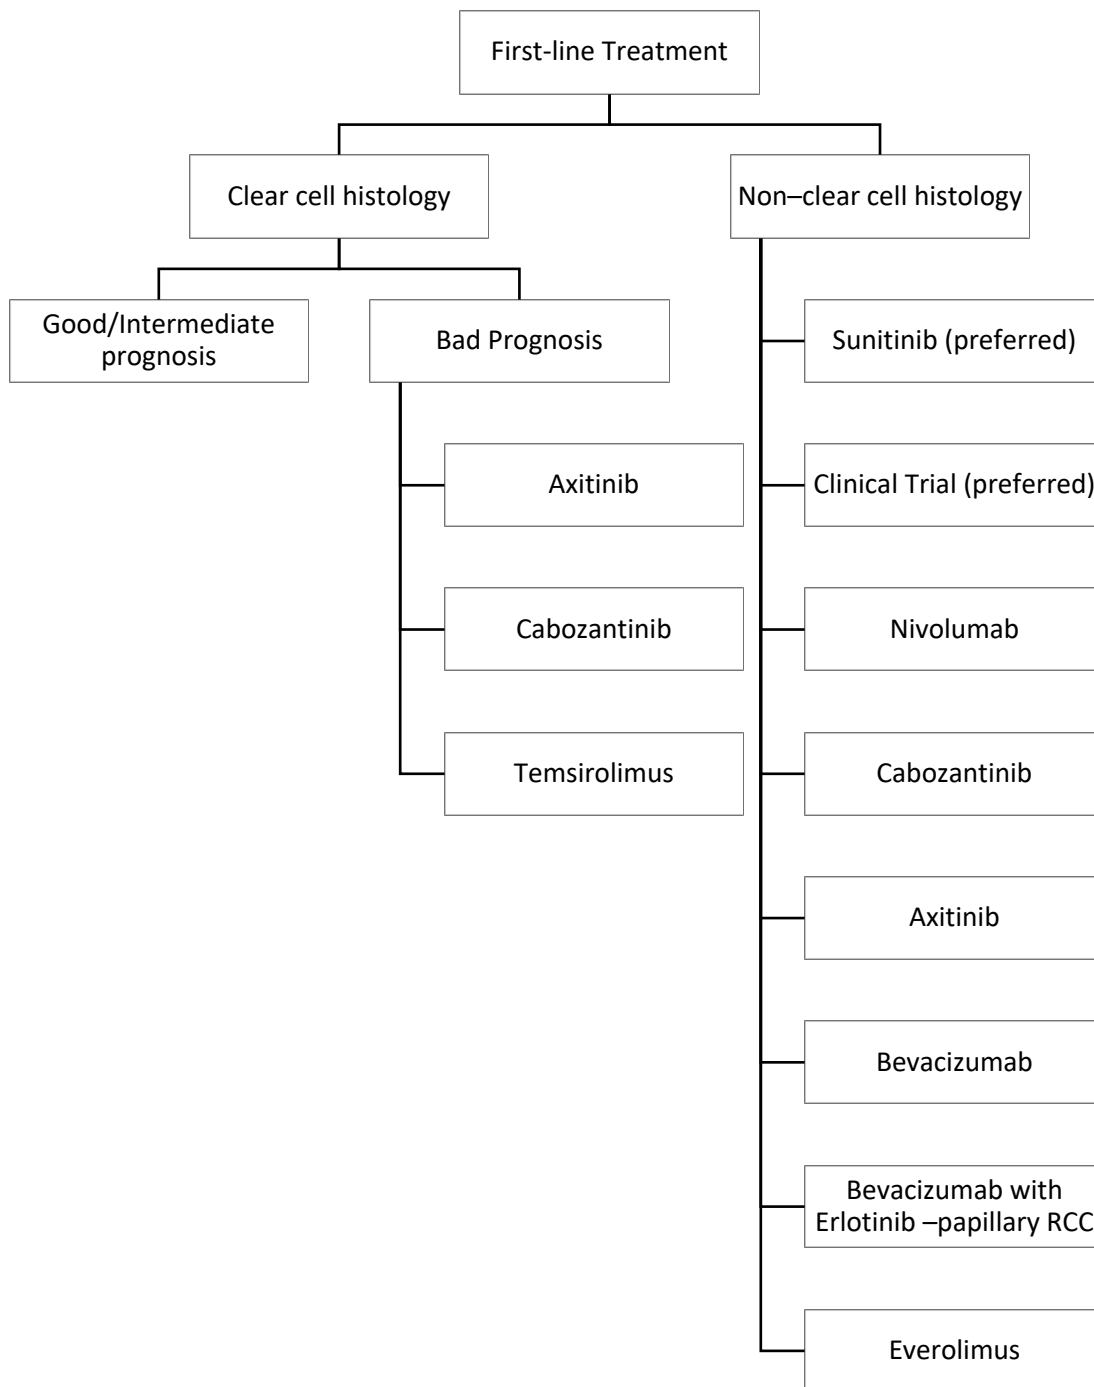 First-line Treatment
Clear cell histology
Non–clear cell histology
Good/Intermediate
prognosis
Bad Prognosis
Axitinib
Cabozantinib
Temsirolimus
Sunitinib (preferred)
Clinical Trial (preferred)
Nivolumab
Cabozantinib
Axitinib
Bevacizumab
Bevacizumab with
Erlotinib –papillary RCC
Everolimus